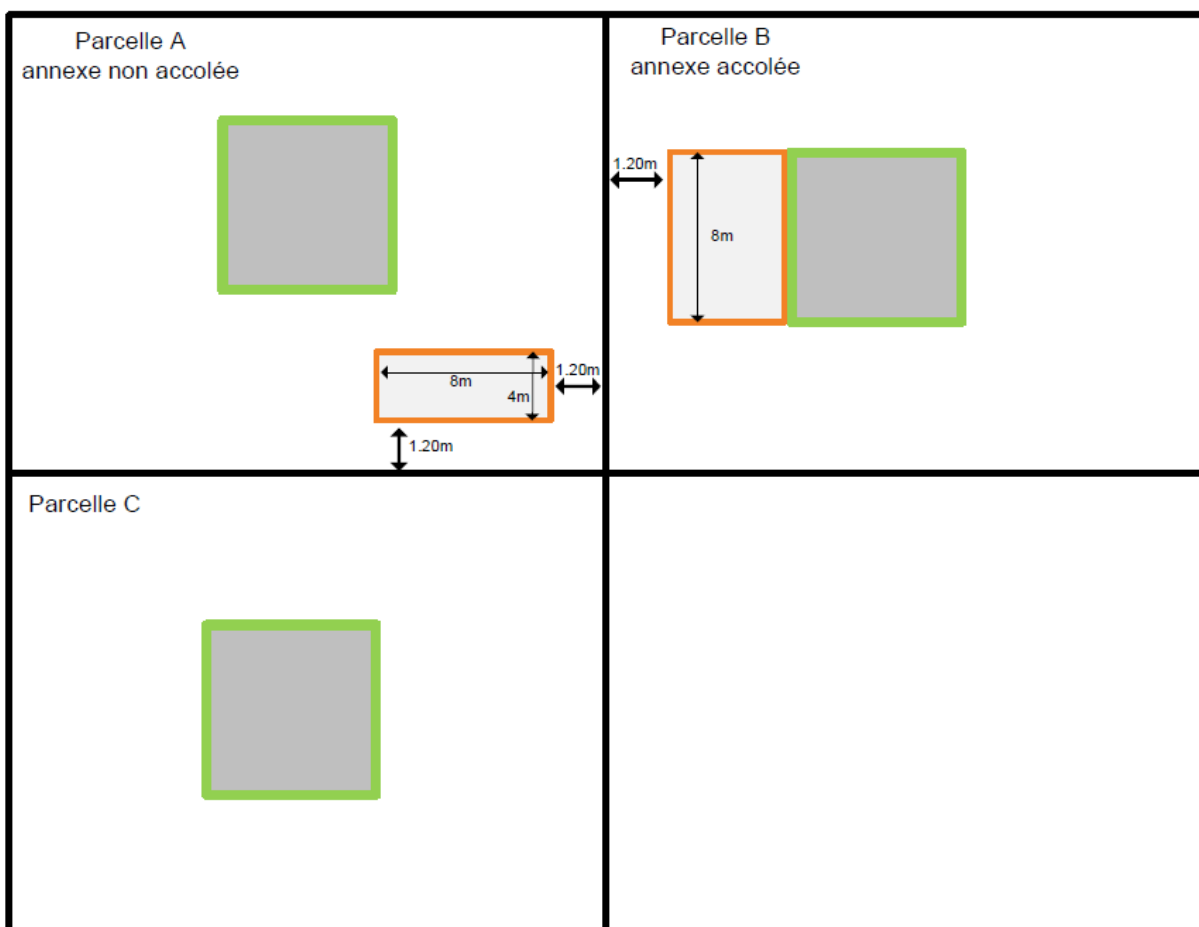 Parcelle A
annexe non accolée
Parcelle B
annexe accolée
1.20m
8m
8m
4m
1.20m
1.20m
Parcelle C